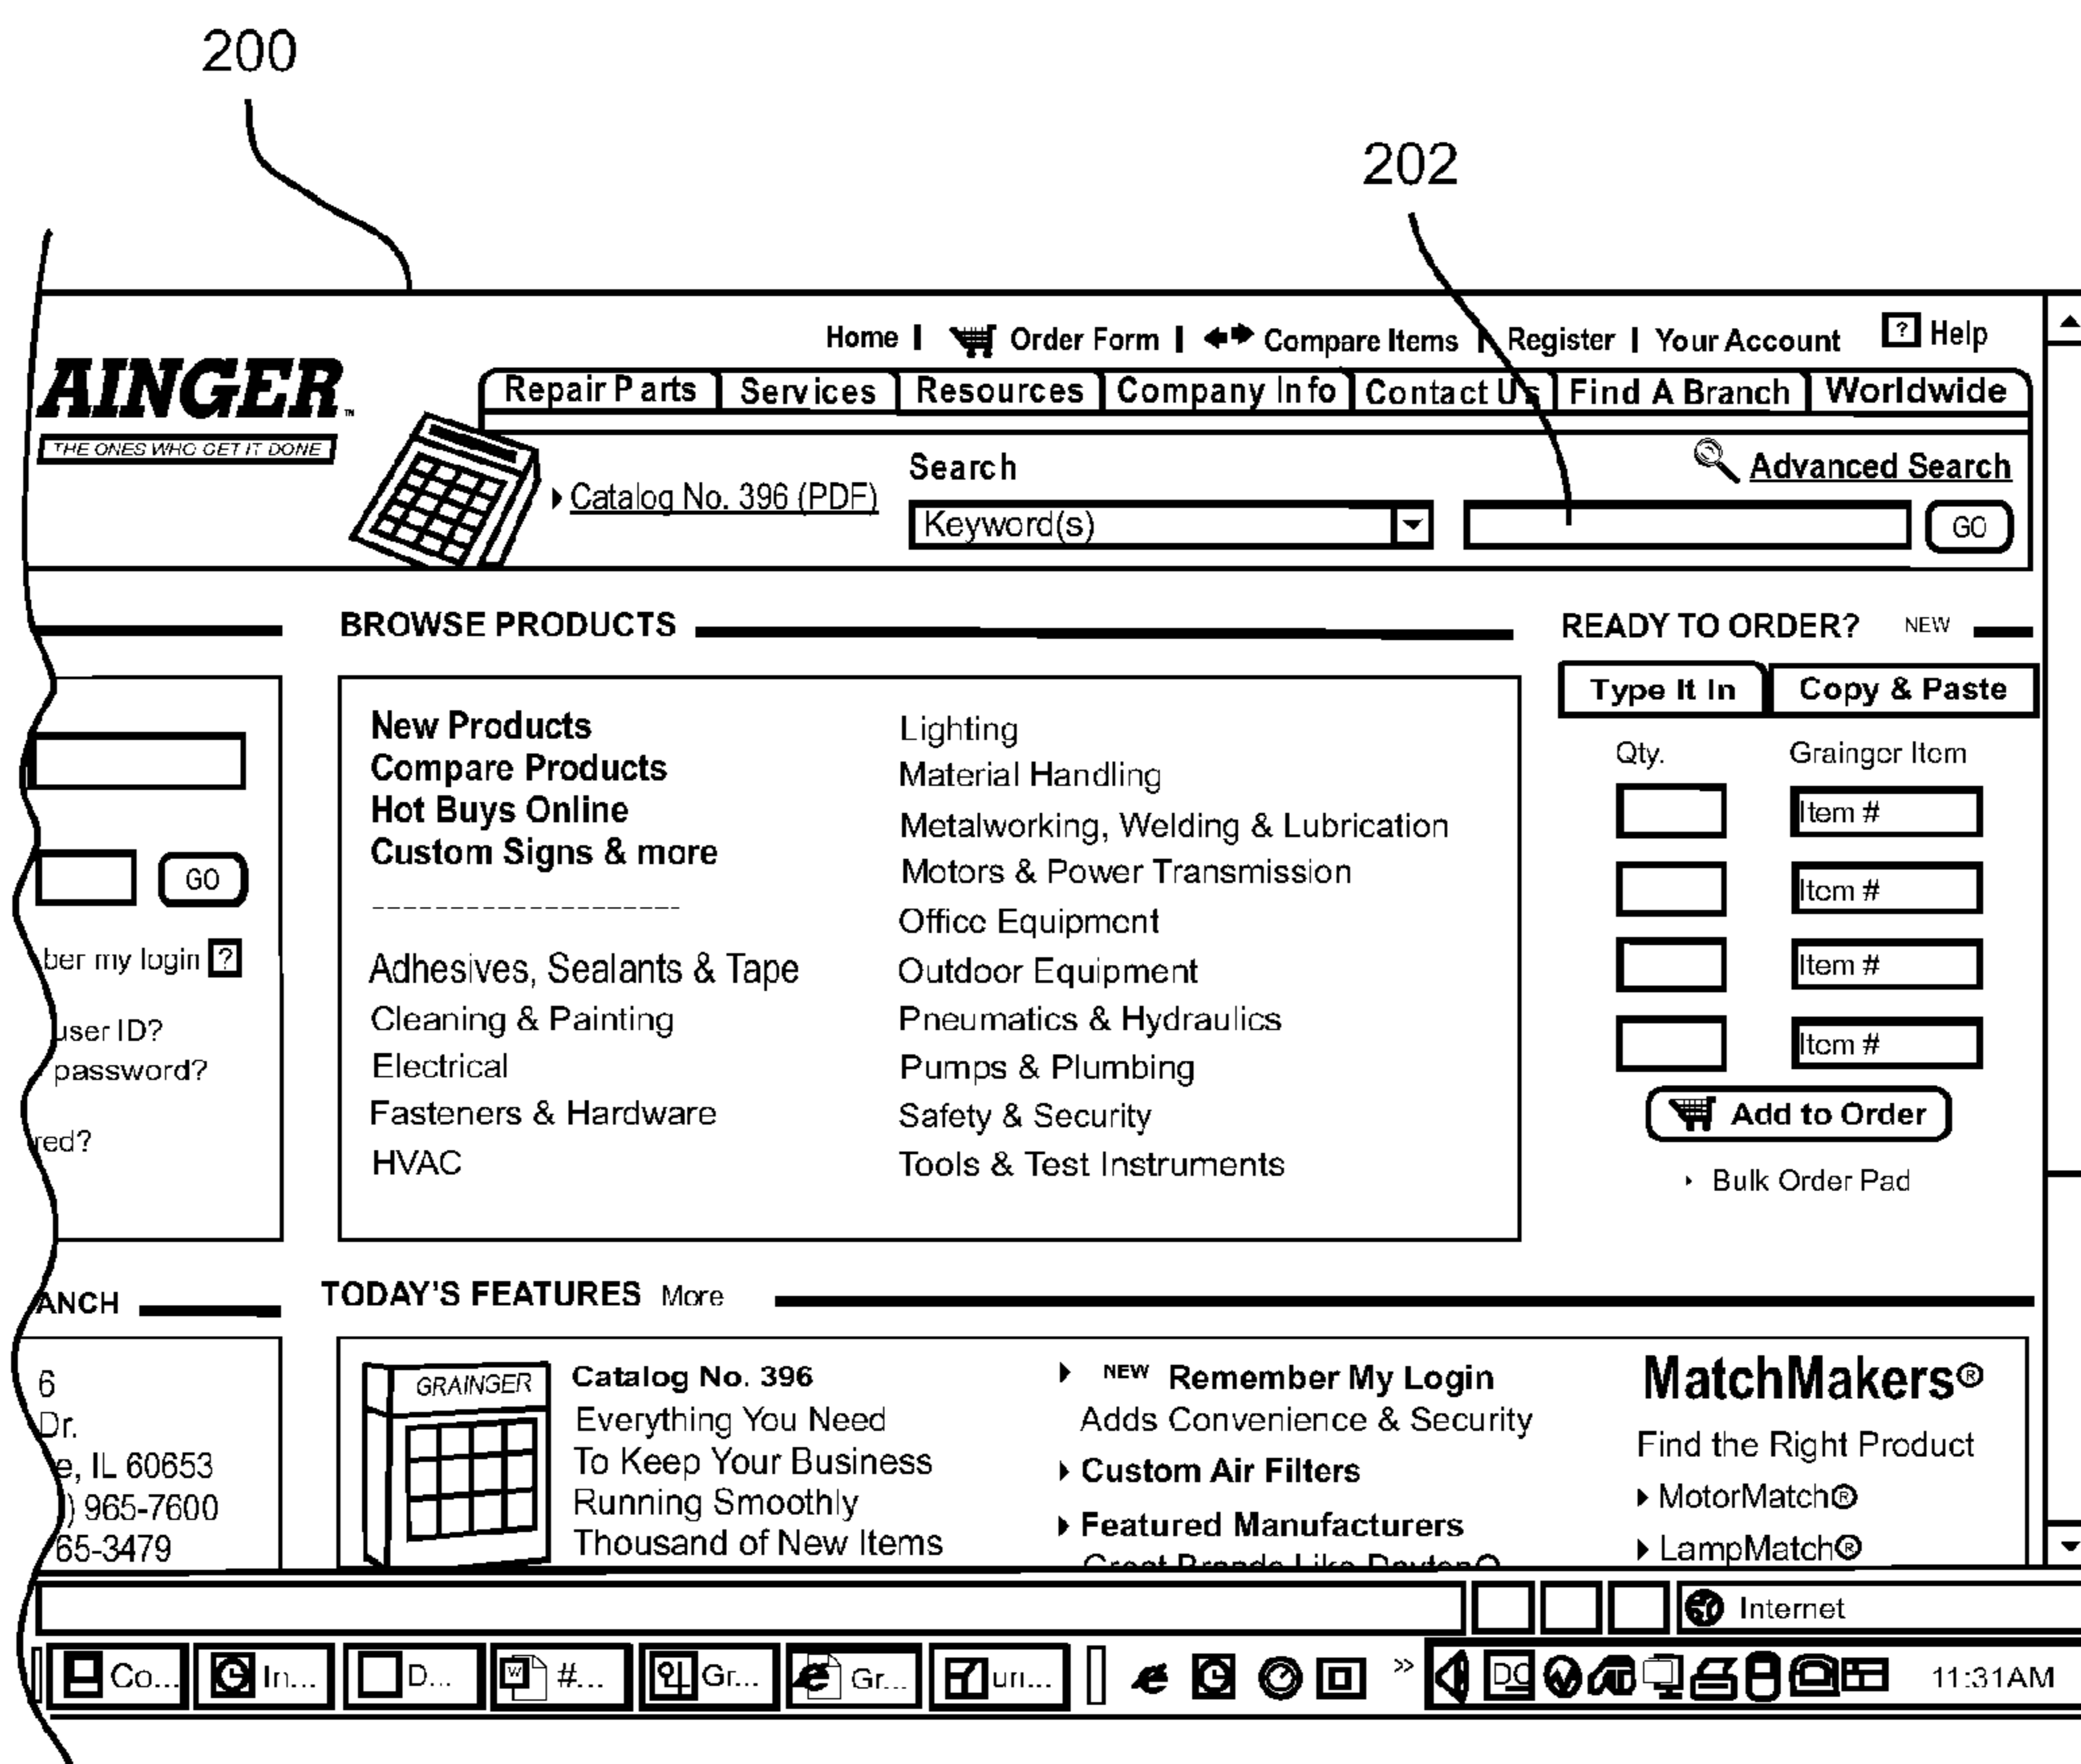 200
202
Home | Order Form | Compare Items | Register | Your Account ? Help
AINGER™
THE ONES WHO GET IT DONE
Repair Parts Services Resources Company Info Contact Us Find A Branch Worldwide
Search
Advanced Search
Catalog No. 396 (PDF)
Keyword(s)
GO
BROWSE PRODUCTS
New Products
Compare Products
Hot Buys Online
Custom Signs & more
--------------------
Adhesives, Sealants & Tape
Cleaning & Painting
Electrical
Fasteners & Hardware
HVAC
Lighting
Material Handling
Metalworking, Welding & Lubrication
Motors & Power Transmission
Office Equipment
Outdoor Equipment
Pneumatics & Hydraulics
Pumps & Plumbing
Safety & Security
Tools & Test Instruments
READY TO ORDER? NEW
Type It In Copy & Paste
Qty. Grainger Item
Item #
Item #
Item #
Item #
Add to Order
Bulk Order Pad
GO
ber my login ?
user ID?
password?
red?
ANCH
6
Dr.
e, IL 60653
) 965-7600
65-3479
TODAY'S FEATURES More
GRAINGER
Catalog No. 396
Everything You Need
To Keep Your Business
Running Smoothly
Thousand of New Items
NEW Remember My Login
Adds Convenience & Security
Custom Air Filters
Featured Manufacturers
Great Brands Like Dayton
MatchMakers®
Find the Right Product
MotorMatch®
LampMatch®
Internet
Co... In... D... W #... Gr... Gr... un... » 11:31AM